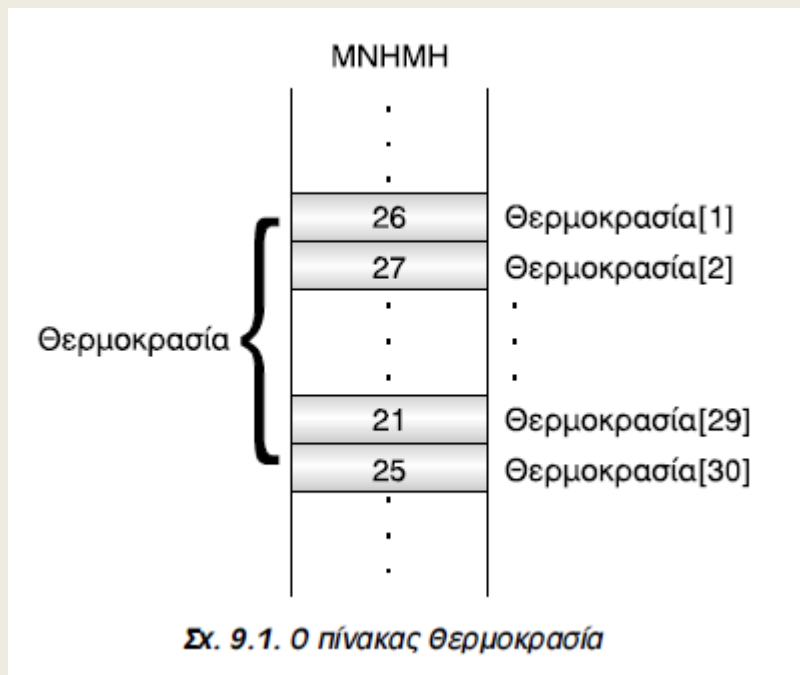 ΜΝΗΜΗ
26 Θερμοκρασία[1]
27 Θερμοκρασία[2]
Θερμοκρασία
21 Θερμοκρασία[29]
25 Θερμοκρασία[30]
Σχ. 9.1. Ο πίνακας Θερμοκρασία